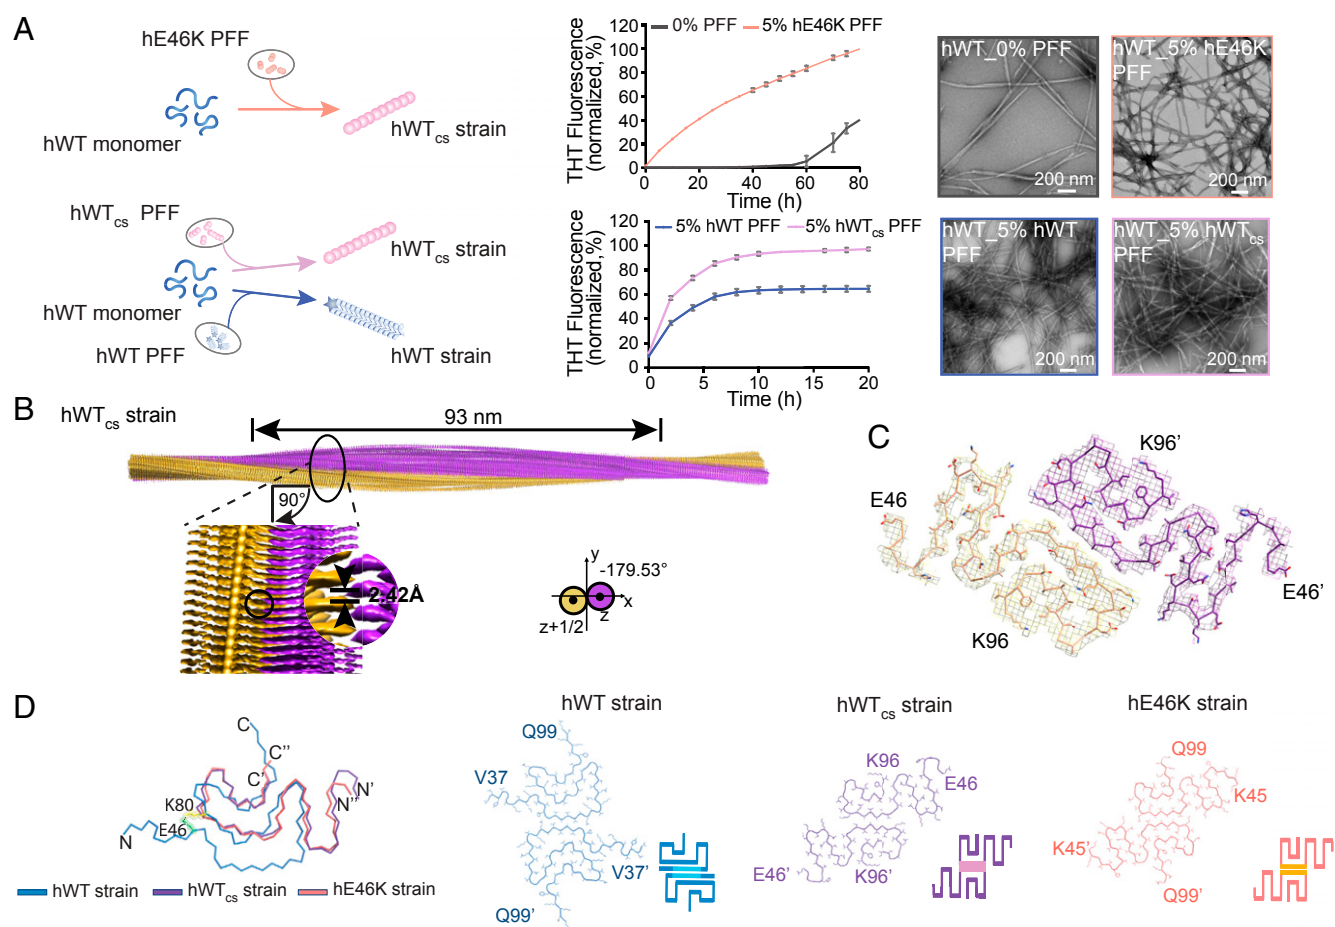 A
hE46K PFF
hWT monomer
hWTcs strain
hWTcs PFF
hWTcs strain
hWT monomer
hWT PFF
hWT strain
THT Fluorescence
(normalized,%)
120
100
80
60
40
20
0
0% PFF
5% hE46K PFF
0
20
40
60
80
Time (h)
THT Fluorescence
(normalized,%)
120
100
80
60
40
20
0
5% hWT PFF
5% hWTcs PFF
0
5
10
15
20
Time (h)
hWT_0% PFF
200 nm
hWT_5% hE46K
PFF
200 nm
hWT_5% hWT
PFF
200 nm
hWT_5% hWTcs
PFF
200 nm
B
hWTcs strain
93 nm
90°
2.42Å
y
-179.53°
x
z
z+1/2
C
K96’
E46
E46’
K96
D
C
C’’
C’
K80
E46
N
N’
N’’
hWT strain
hWTcs strain
hE46K strain
hWT strain
Q99
V37
V37’
Q99’
hWTcs strain
K96
E46
E46’
K96’
hE46K strain
Q99
K45
K45’
Q99’